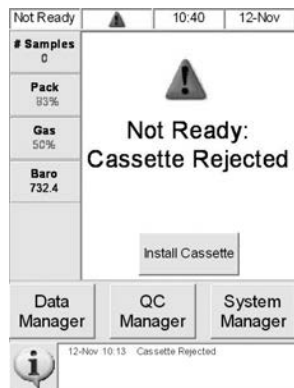 Not Ready
10:40
12-Nov
# Samples
0
Pack
83%
Gas
50%
Baro
732.4
Not Ready:
Cassette Rejected
Install Cassette
Data
Manager
QC
Manager
System
Manager
12-Nov 10:13 Cassette Rejected